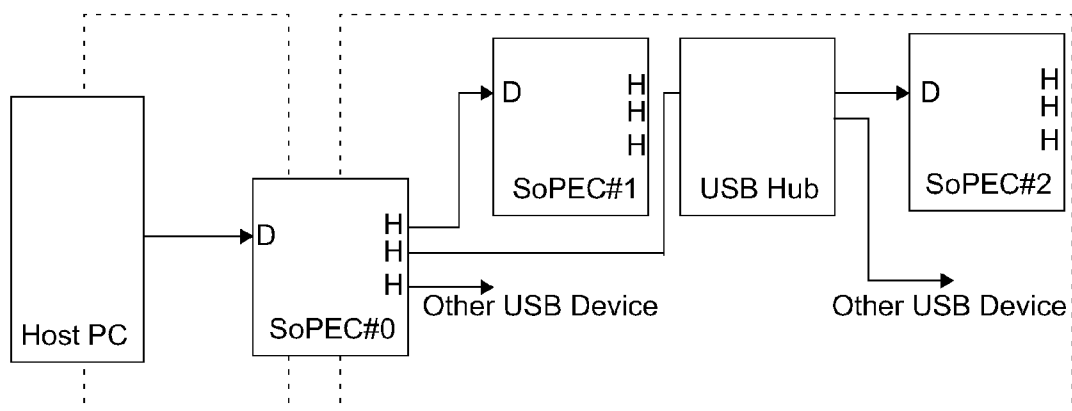 D
H
H
H
SoPEC#1
USB Hub
D
H
H
H
SoPEC#2
Host PC
D
H
H
H
SoPEC#0
Other USB Device
Other USB Device